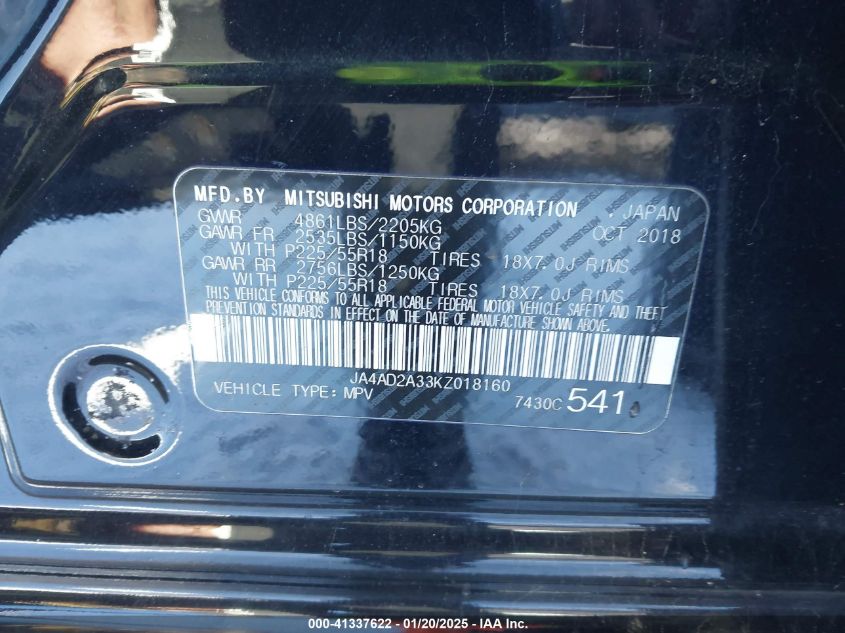 MFD.BY MITSUBISHI MOTORS CORPORATION , JAPAN
GVWR 4861LBS/2205KG OCT 2018
GAWR FR 2535LBS/1150KG
WITH P225/55R18 TIRES 18X7.0J RIMS
GAWR RR 2756LBS/1250KG
WITH P225/55R18 TIRES 18X7.0J RIMS
THIS VEHICLE CONFORMS TO ALL APPLICABLE FEDERAL MOTOR VEHICLE SAFETY AND THEFT
PREVENTION STANDARDS IN EFFECT ON THE DATE OF MANUFACTURE SHOWN ABOVE.
JA4AD2A33KZ018160
VEHICLE TYPE: MPV 7430C 541
000-41337622 - 01/20/2025 - IAA Inc.